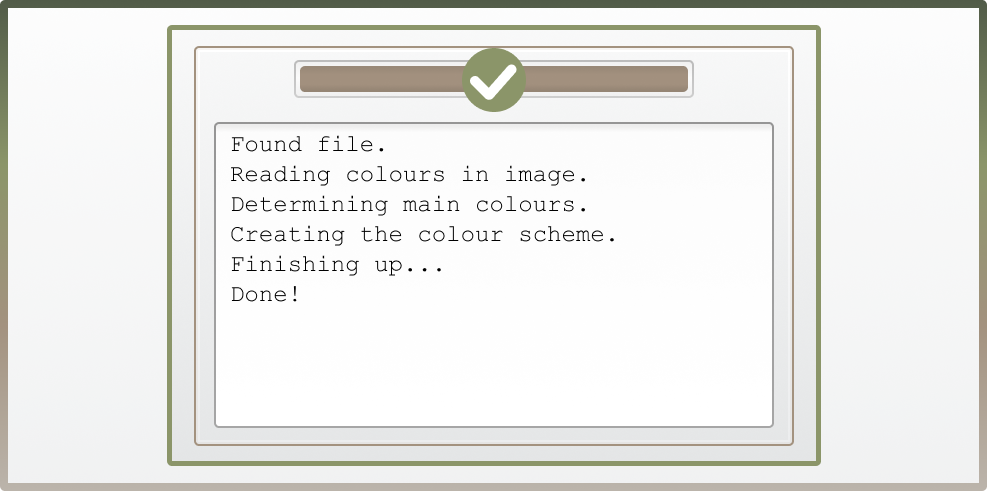 Found file.
Reading colours in image.
Determining main colours.
Creating the colour scheme.
Finishing up...
Done!